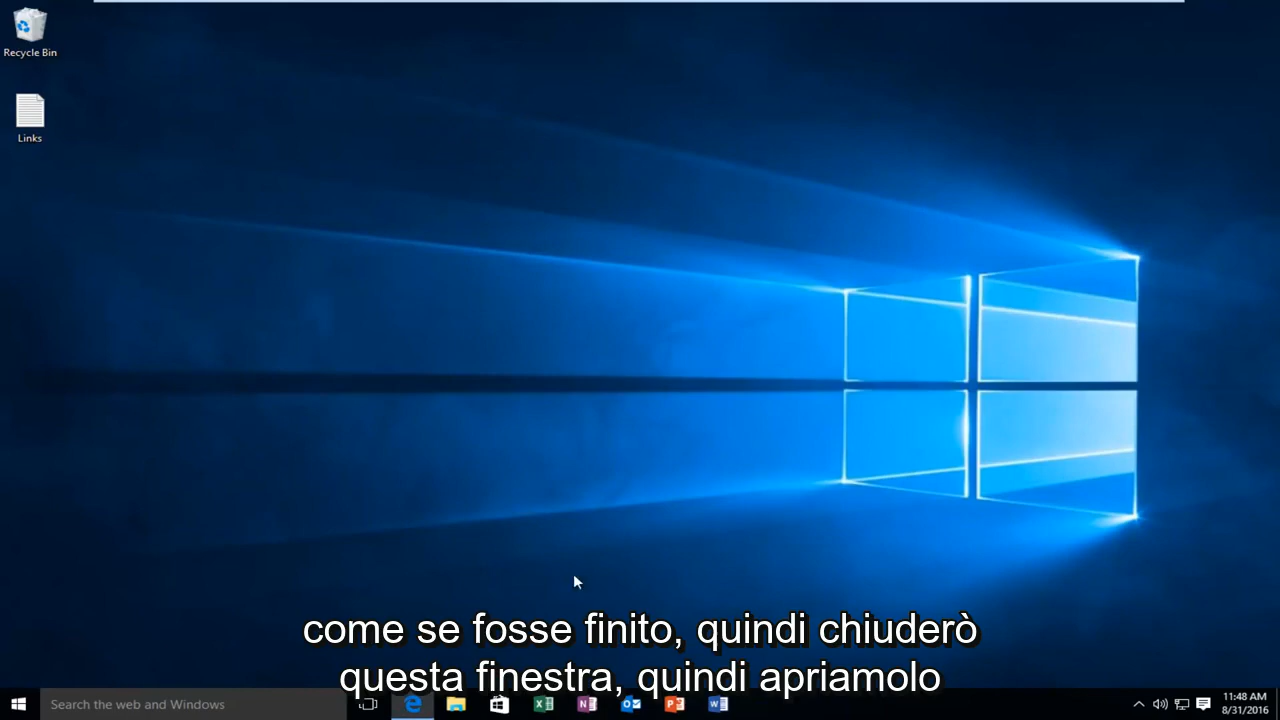 Recycle Bin
Links
come se fosse finito, quindi chiuderò
questa finestra, quindi apriamolo
Search the web and Windows
11:48 AM
8/31/2016